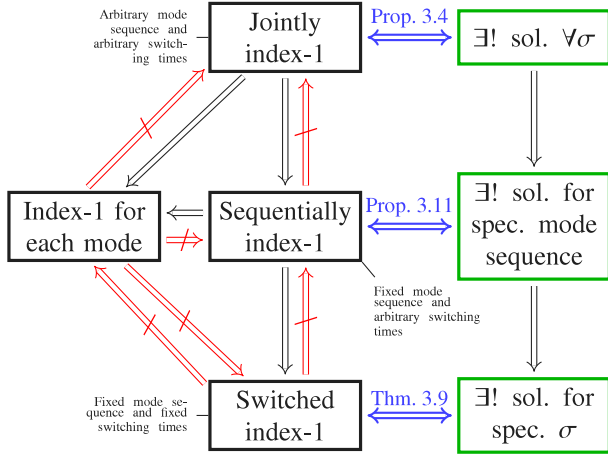 Arbitrary mode
sequence and
arbitrary switch-
ing times
Jointly
index-1
Prop. 3.4
∃! sol. ∀σ
Index-1 for
each mode
Sequentially
index-1
Prop. 3.11
∃! sol. for
spec. mode
sequence
Fixed mode
sequence and
arbitrary switching
times
Fixed mode se-
quence and fixed
switching times
Switched
index-1
Thm. 3.9
∃! sol. for
spec. σ